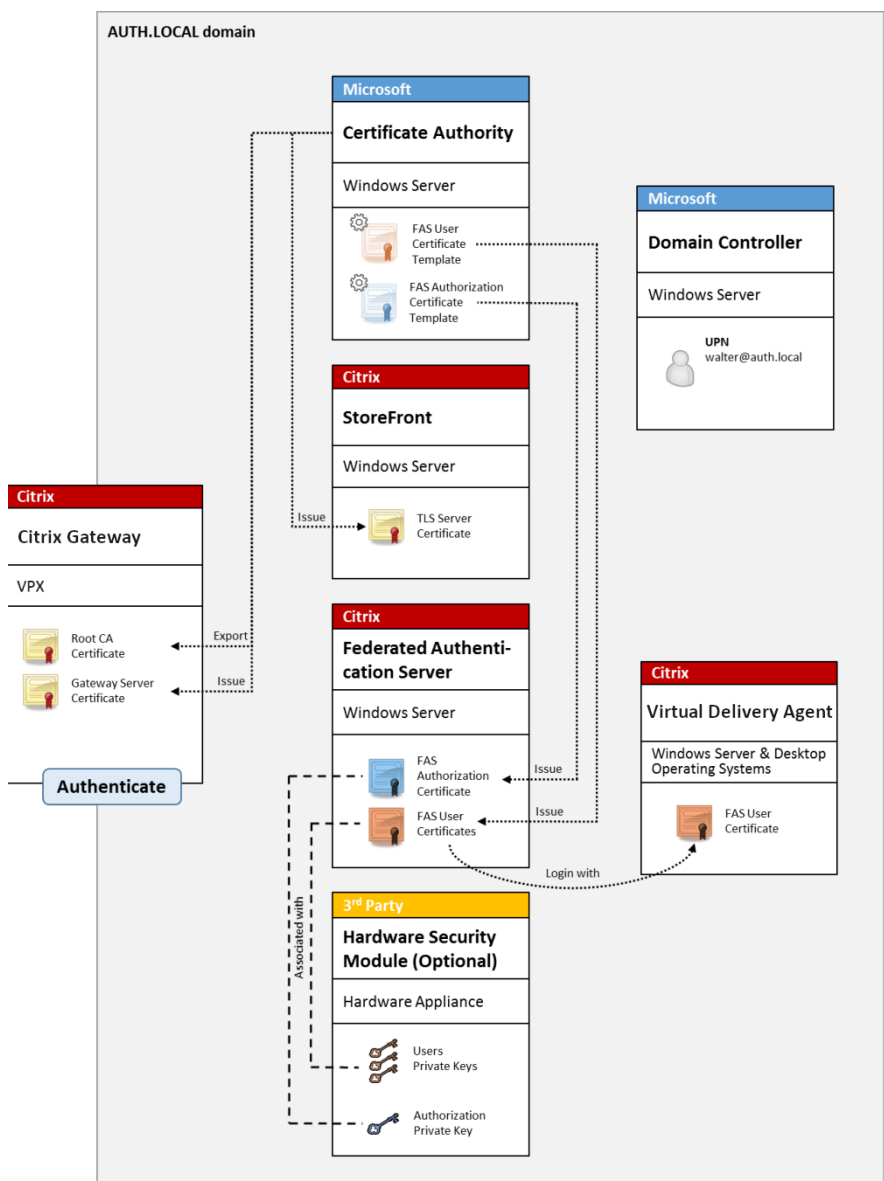 AUTH.LOCAL domain
Microsoft
Certificate Authority
Windows Server
FAS User
Certificate
Template
FAS Authorization
Certificate
Template
Microsoft
Domain Controller
Windows Server
UPN
walter@auth.local
Citrix
StoreFront
Windows Server
Issue
TLS Server
Certificate
Citrix
Citrix Gateway
VPX
Root CA
Certificate
Export
Gateway Server
Certificate
Issue
Authenticate
Citrix
Federated Authenti-
cation Server
Windows Server
FAS
Authorization
Certificate
Issue
FAS User
Certificates
Issue
Login with
Citrix
Virtual Delivery Agent
Windows Server & Desktop
Operating Systems
FAS User
Certificate
Associated with
3rd Party
Hardware Security
Module (Optional)
Hardware Appliance
Users
Private Keys
Authorization
Private Key